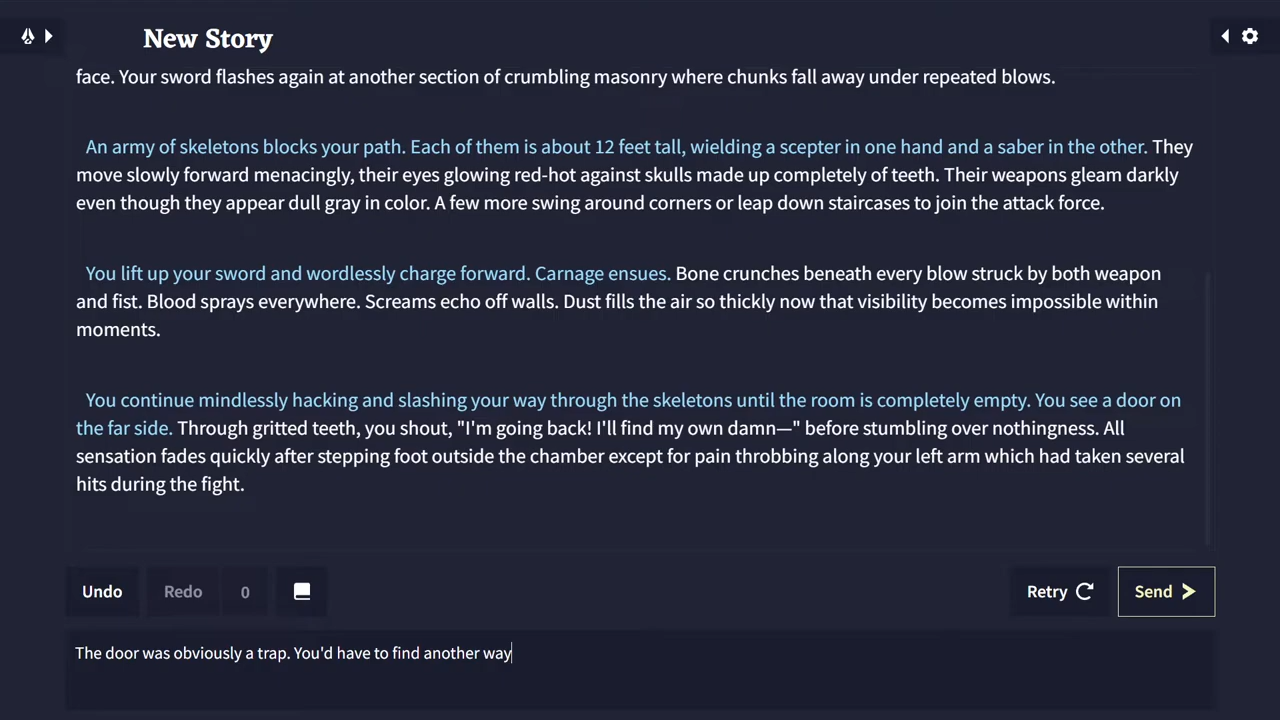 New Story
face. Your sword flashes again at another section of crumbling masonry where chunks fall away under repeated blows.
An army of skeletons blocks your path. Each of them is about 12 feet tall, wielding a scepter in one hand and a saber in the other. They
move slowly forward menacingly, their eyes glowing red-hot against skulls made up completely of teeth. Their weapons gleam darkly
even though they appear dull gray in color. A few more swing around corners or leap down staircases to join the attack force.
You lift up your sword and wordlessly charge forward. Carnage ensues. Bone crunches beneath every blow struck by both weapon
and fist. Blood sprays everywhere. Screams echo off walls. Dust fills the air so thickly now that visibility becomes impossible within
moments.
You continue mindlessly hacking and slashing your way through the skeletons until the room is completely empty. You see a door on
the far side. Through gritted teeth, you shout, "I'm going back! I'll find my own damn—" before stumbling over nothingness. All
sensation fades quickly after stepping foot outside the chamber except for pain throbbing along your left arm which had taken several
hits during the fight.
Undo Redo 0 Retry Send
The door was obviously a trap. You'd have to find another way